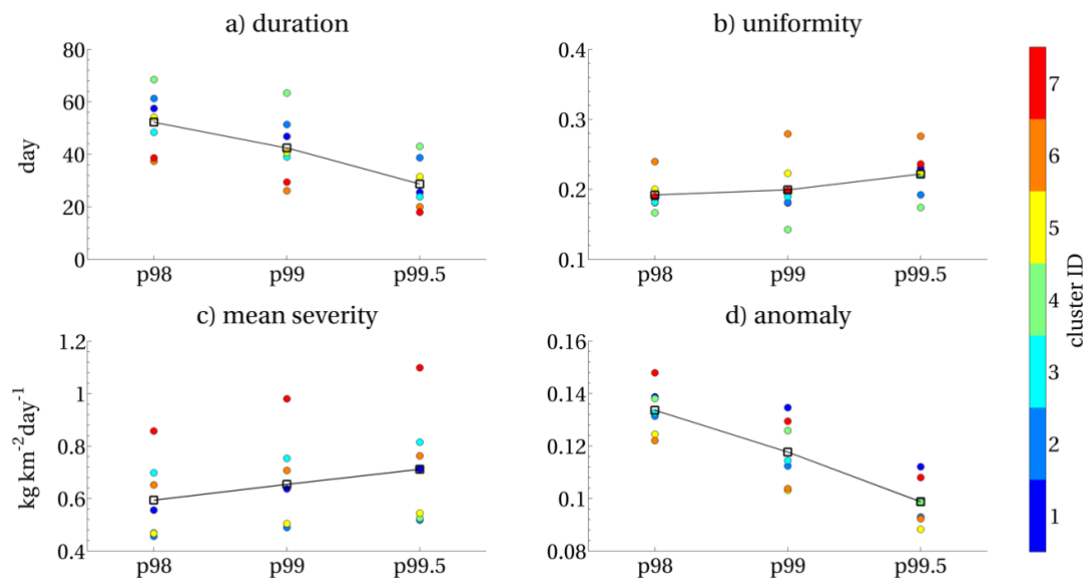 a) duration
80
60
40
20
0
day
p98 p99 p99.5
b) uniformity
0.4
0.3
0.2
0.1
p98 p99 p99.5
c) mean severity
1.2
1
0.8
0.6
0.4
kg km⁻²day⁻¹
p98 p99 p99.5
d) anomaly
0.16
0.14
0.12
0.1
0.08
p98 p99 p99.5
7
6
5
4
3
2
1
cluster ID